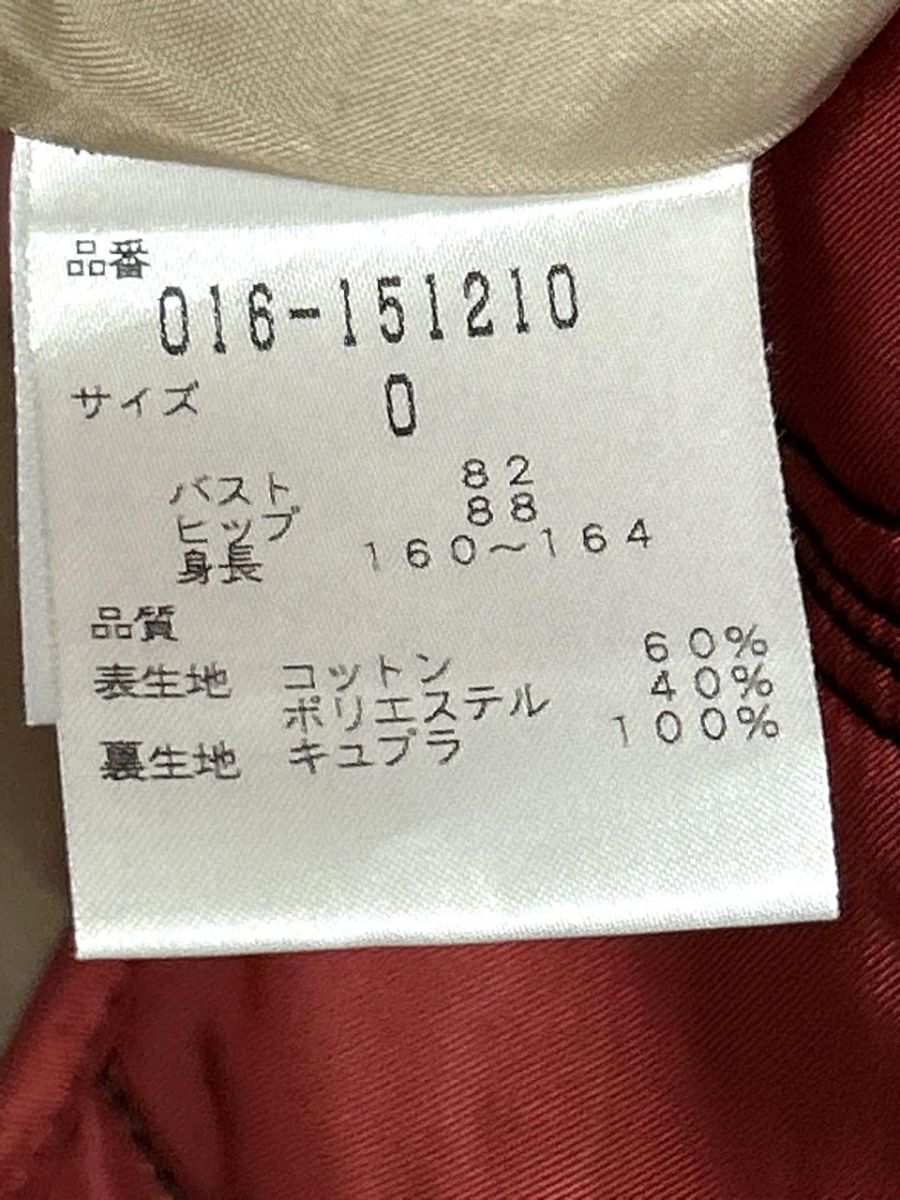 品番
016-151210
サイズ 0
バスト 82
ヒップ 88
身長 160~164
品質
表生地 コットン 60%
ポリエステル 40%
裏生地 キュプラ 100%